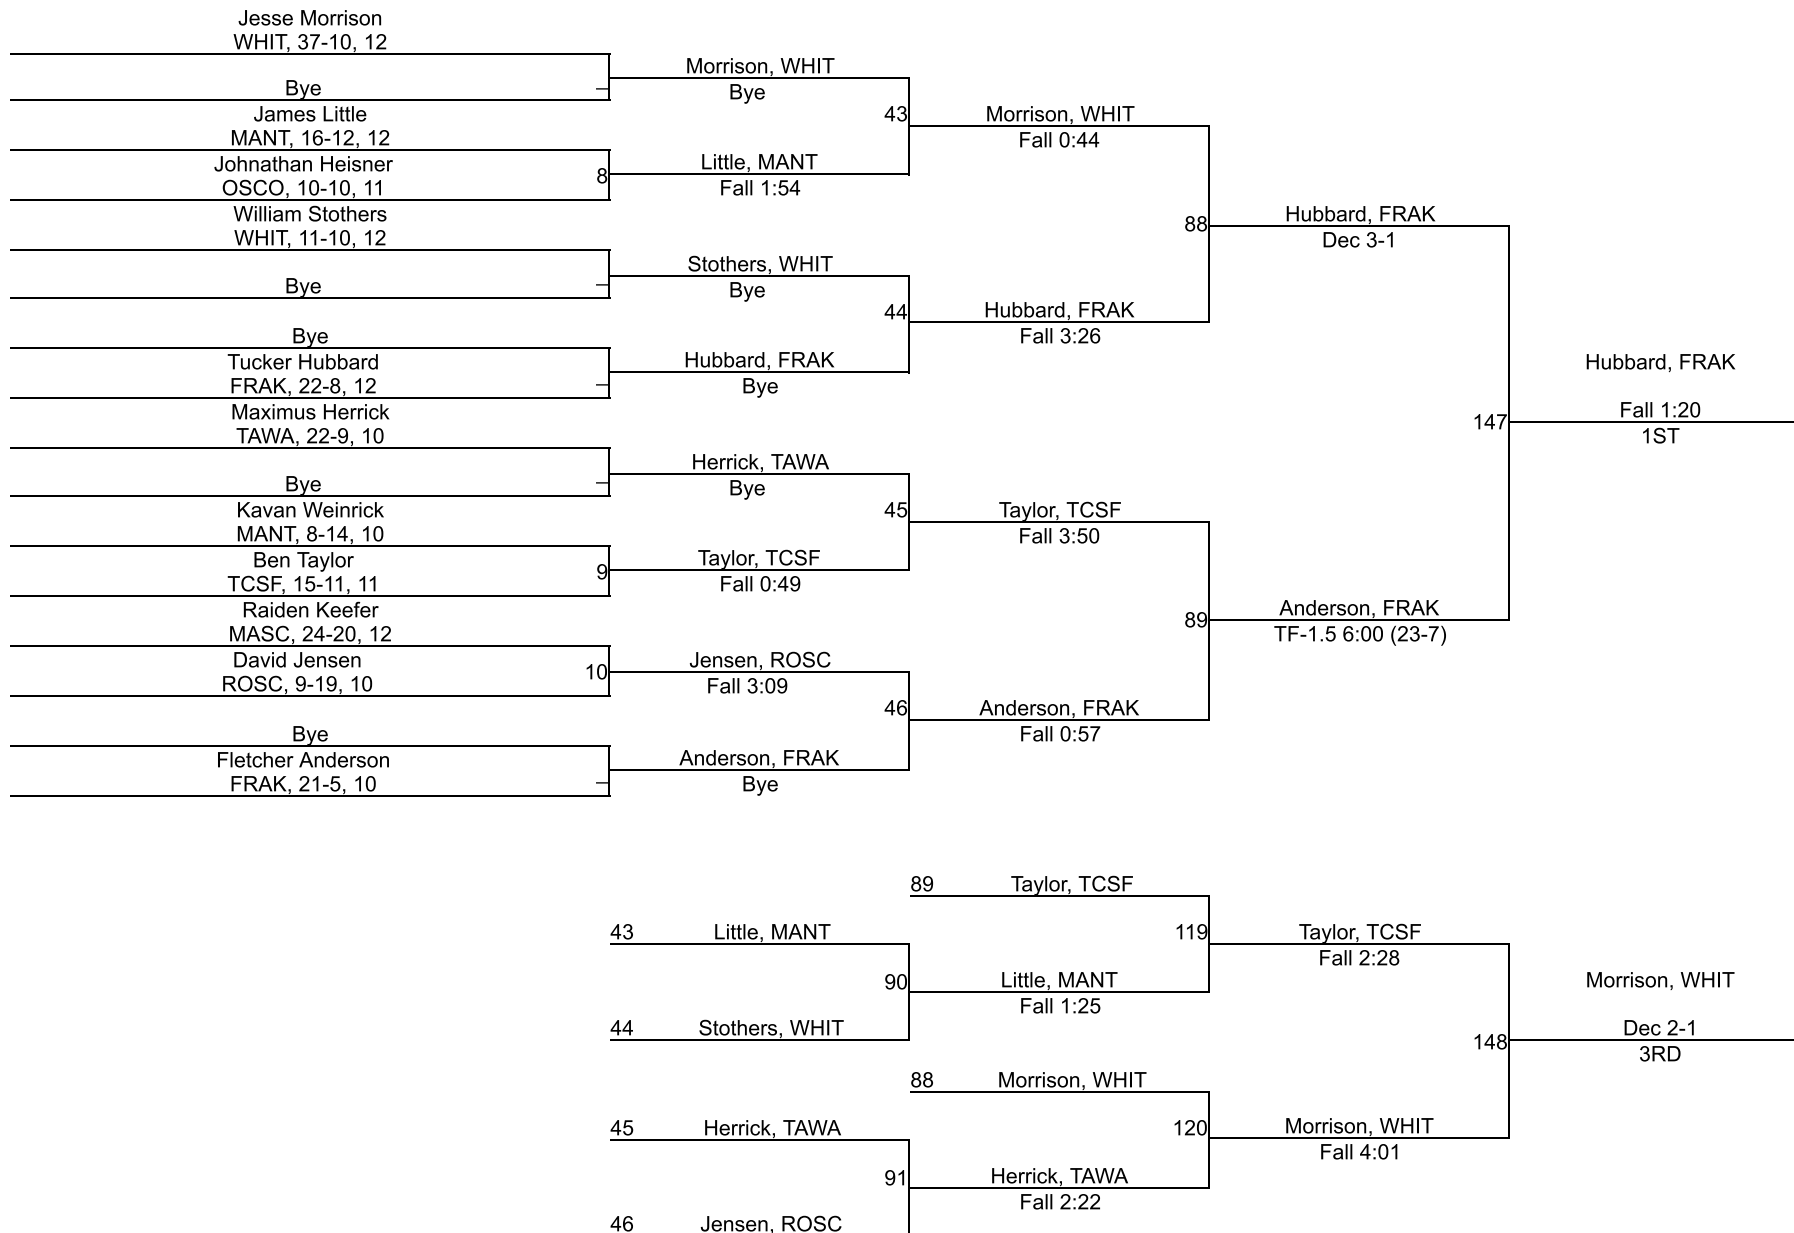 Jesse Morrison
WHIT, 37-10, 12
Bye
James Little
MANT, 16-12, 12
Johnathan Heisner
OSCO, 10-10, 11
8
William Stothers
WHIT, 11-10, 12
Bye
Bye
Tucker Hubbard
FRAK, 22-8, 12
Maximus Herrick
TAWA, 22-9, 10
Bye
Kavan Weinrick
MANT, 8-14, 10
Ben Taylor
TCSF, 15-11, 11
9
Raiden Keefer
MASC, 24-20, 12
David Jensen
ROSC, 9-19, 10
10
Bye
Fletcher Anderson
FRAK, 21-5, 10
Morrison, WHIT
Bye
43
Little, MANT
Fall 1:54
Stothers, WHIT
Bye
44
Hubbard, FRAK
Bye
Herrick, TAWA
Bye
45
Taylor, TCSF
Fall 0:49
Jensen, ROSC
Fall 3:09
46
Anderson, FRAK
Bye
Morrison, WHIT
Fall 0:44
88
Hubbard, FRAK
Fall 3:26
Taylor, TCSF
Fall 3:50
89
Anderson, FRAK
Fall 0:57
Hubbard, FRAK
Dec 3-1
147
Anderson, FRAK
TF-1.5 6:00 (23-7)
Hubbard, FRAK
Fall 1:20
1ST
89 Taylor, TCSF
43 Little, MANT
119
90
Little, MANT
Fall 1:25
44 Stothers, WHIT
Taylor, TCSF
Fall 2:28
88 Morrison, WHIT
45 Herrick, TAWA
120
91
Herrick, TAWA
Fall 2:22
46 Jensen, ROSC
Morrison, WHIT
Fall 4:01
148
Morrison, WHIT
Dec 2-1
3RD